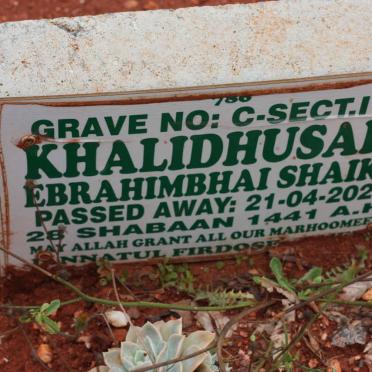 786
GRAVE NO: C-SECT.I
KHALIDHUSAI
EBRAHIMBHAI SHAIK
PASSED AWAY: 21-04-202
SHABAAN 1441 A.H
MAY ALLAH GRANT ALL OUR MARHOOMEE
JANNATUL FIRDOSE